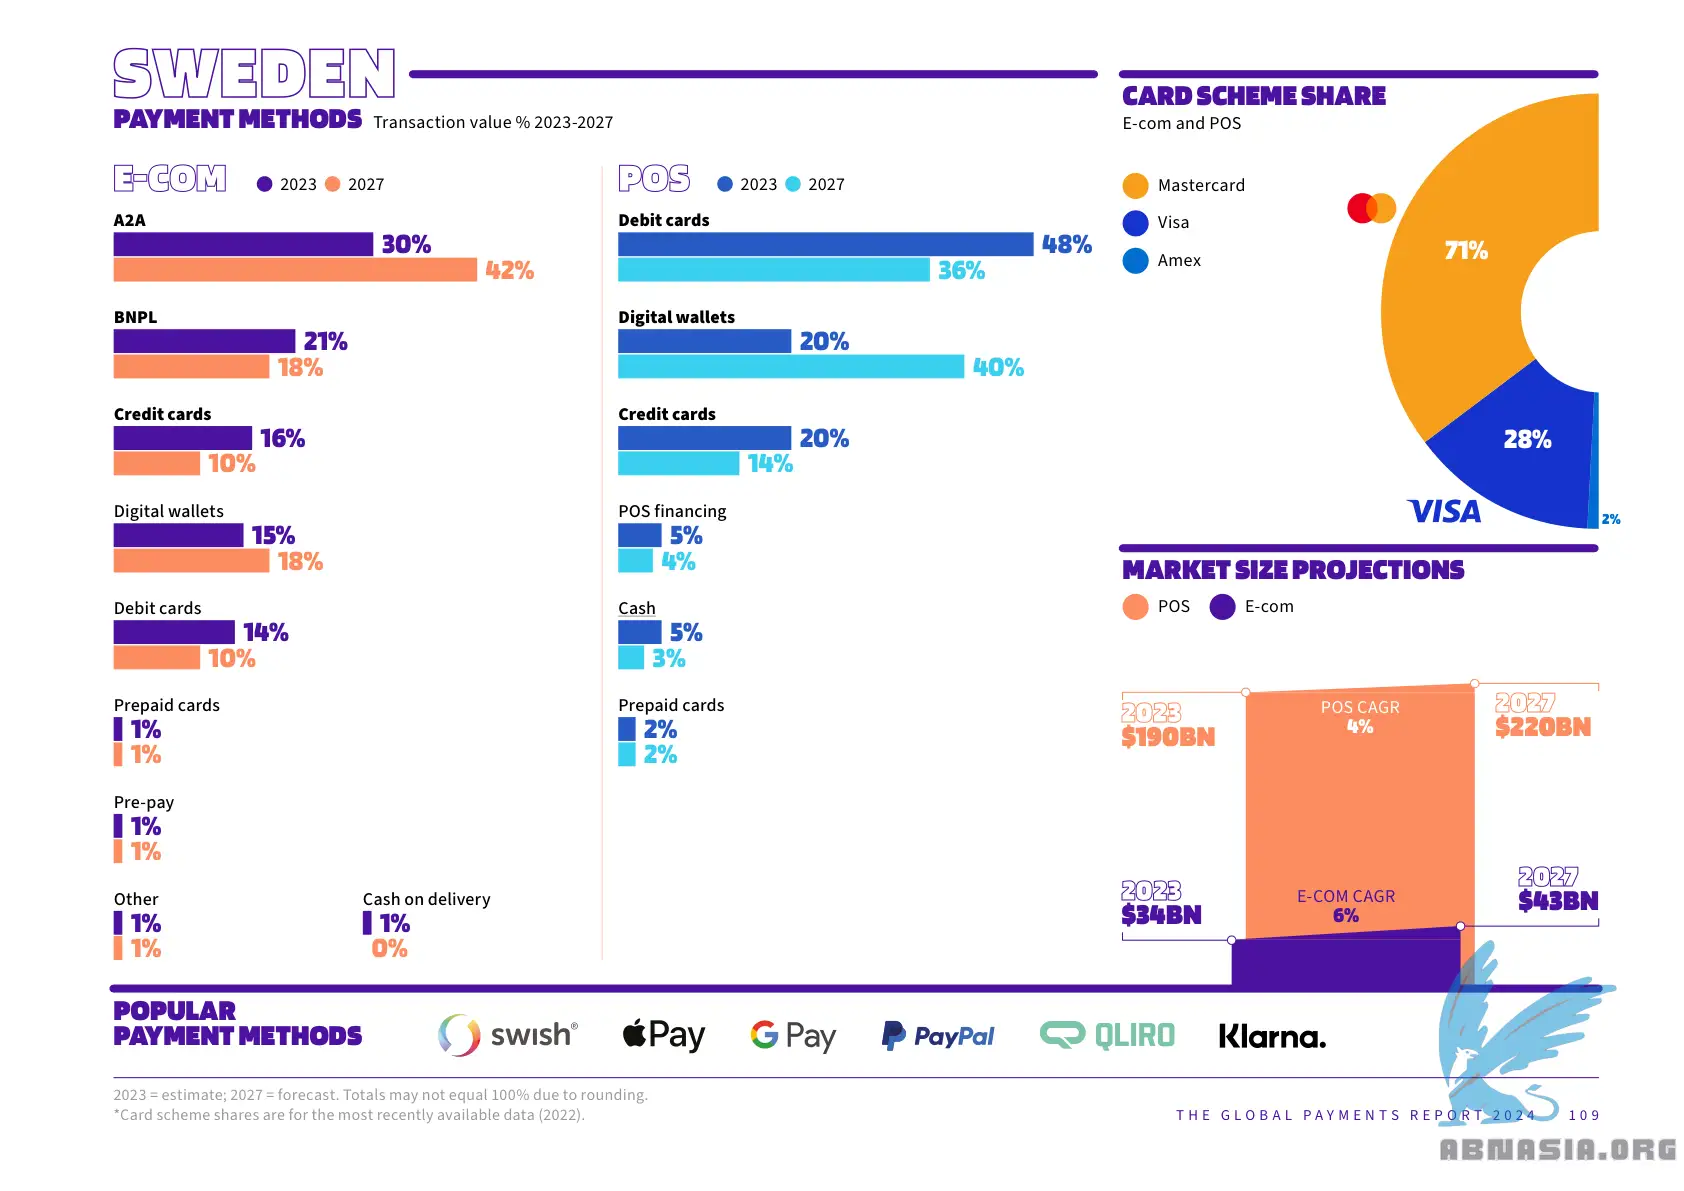 SWEDEN
PAYMENT METHODS Transaction value % 2023-2027
E-COM 2023 2027
A2A
30%
42%
BNPL
21%
18%
Credit cards
16%
10%
Digital wallets
15%
18%
Debit cards
14%
10%
Prepaid cards
1%
1%
Pre-pay
1%
1%
Other
1%
1%
Cash on delivery
1%
0%
POS 2023 2027
Debit cards
48%
36%
Digital wallets
20%
40%
Credit cards
20%
14%
POS financing
5%
4%
Cash
5%
3%
Prepaid cards
2%
2%
CARD SCHEME SHARE
E-com and POS
Mastercard
Visa
Amex
71%
28%
VISA
2%
MARKET SIZE PROJECTIONS
POS E-com
2023
$190BN
POS CAGR
4%
2027
$220BN
2023
$34BN
E-COM CAGR
6%
2027
$43BN
POPULAR
PAYMENT METHODS
swish®
Pay
G Pay
PayPal
QLIRO
Klarna.
2023 = estimate; 2027 = forecast. Totals may not equal 100% due to rounding.
*Card scheme shares are for the most recently available data (2022).
THE GLOBAL PAYMENTS REPORT 2024 109
ABNASIA.ORG